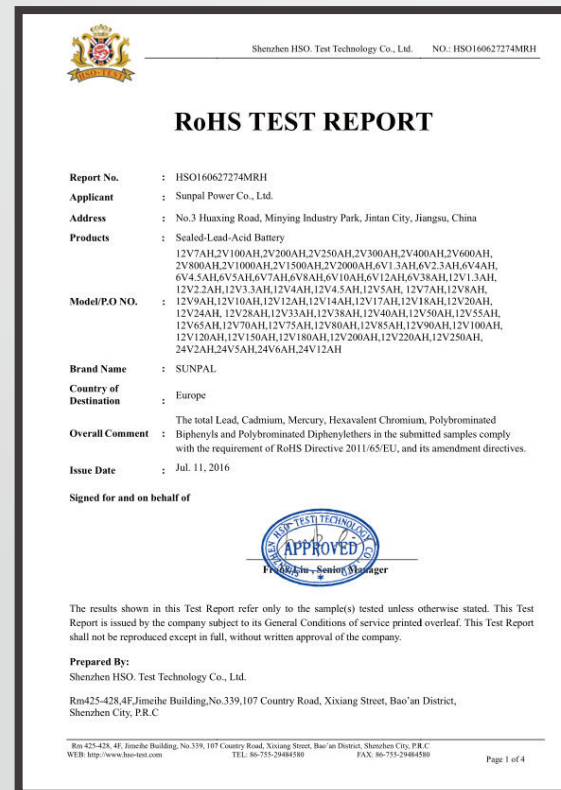 HSO-TEST
Shenzhen HSO. Test Technology Co., Ltd. NO.: HSO160627274MRH
RoHS TEST REPORT
Report No. : HSO160627274MRH
Applicant : Sunpal Power Co., Ltd.
Address : No.3 Huaxing Road, Minying Industry Park, Jintan City, Jiangsu, China
Products : Sealed-Lead-Acid Battery
12V7AH,2V100AH,2V200AH,2V250AH,2V300AH,2V400AH,2V600AH,
2V800AH,2V1000AH,2V1500AH,2V2000AH,6V1.3AH,6V2.3AH,6V4AH,
6V4.5AH,6V5AH,6V7AH,6V8AH,6V10AH,6V12AH,6V38AH,12V1.3AH,
12V2.2AH,12V3.3AH,12V4AH,12V4.5AH,12V5AH, 12V7AH,12V8AH,
Model/P.O NO. : 12V9AH,12V10AH,12V12AH,12V14AH,12V17AH,12V18AH,12V20AH,
12V24AH, 12V28AH,12V33AH,12V38AH,12V40AH,12V50AH,12V55AH,
12V65AH,12V70AH,12V75AH,12V80AH,12V85AH,12V90AH,12V100AH,
12V120AH,12V150AH,12V180AH,12V200AH,12V220AH,12V250AH,
24V2AH,24V5AH,24V6AH,24V12AH
Brand Name : SUNPAL
Country of
Destination : Europe
The total Lead, Cadmium, Mercury, Hexavalent Chromium, Polybrominated
Overall Comment : Biphenyls and Polybrominated Diphenylethers in the submitted samples comply
with the requirement of RoHS Directive 2011/65/EU, and its amendment directives.
Issue Date : Jul. 11, 2016
Signed for and on behalf of
SHENZHEN HSO-TEST TECHNOLOGY CO., LTD
APPROVED
Frank Liu , Senior Manager
The results shown in this Test Report refer only to the sample(s) tested unless otherwise stated. This Test
Report is issued by the company subject to its General Conditions of service printed overleaf. This Test Report
shall not be reproduced except in full, without written approval of the company.
Prepared By:
Shenzhen HSO. Test Technology Co., Ltd.
Rm425-428,4F,Jimeihe Building,No.339,107 Country Road, Xixiang Street, Bao'an District,
Shenzhen City, P.R.C
Rm 425-428, 4F, Jimeihe Building, No.339, 107 Country Road, Xixiang Street, Bao'an District, Shenzhen City, P.R.C
WEB: http://www.hso-test.com TEL: 86-755-29484580 FAX: 86-755-29484580
Page 1 of 4